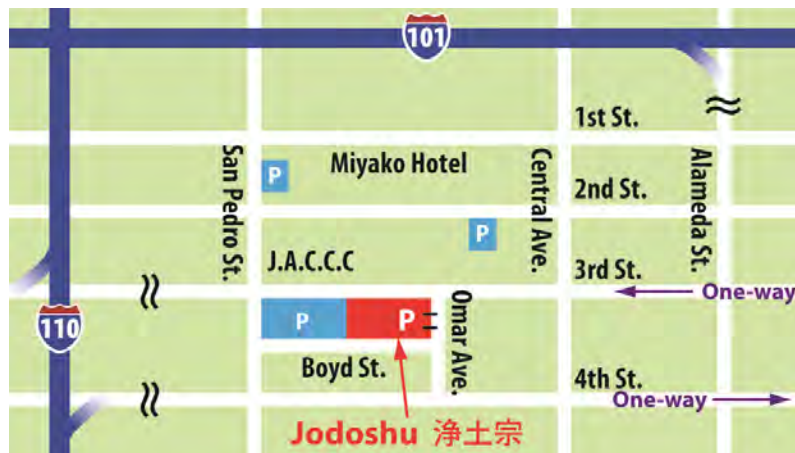 101
1st St.
San Pedro St.
P
Miyako Hotel
Central Ave.
Alameda St.
2nd St.
P
J.A.C.C.C
3rd St.
One-way
110
P
P
Omar Ave.
Boyd St.
4th St.
One-way
Jodoshu 浄土宗